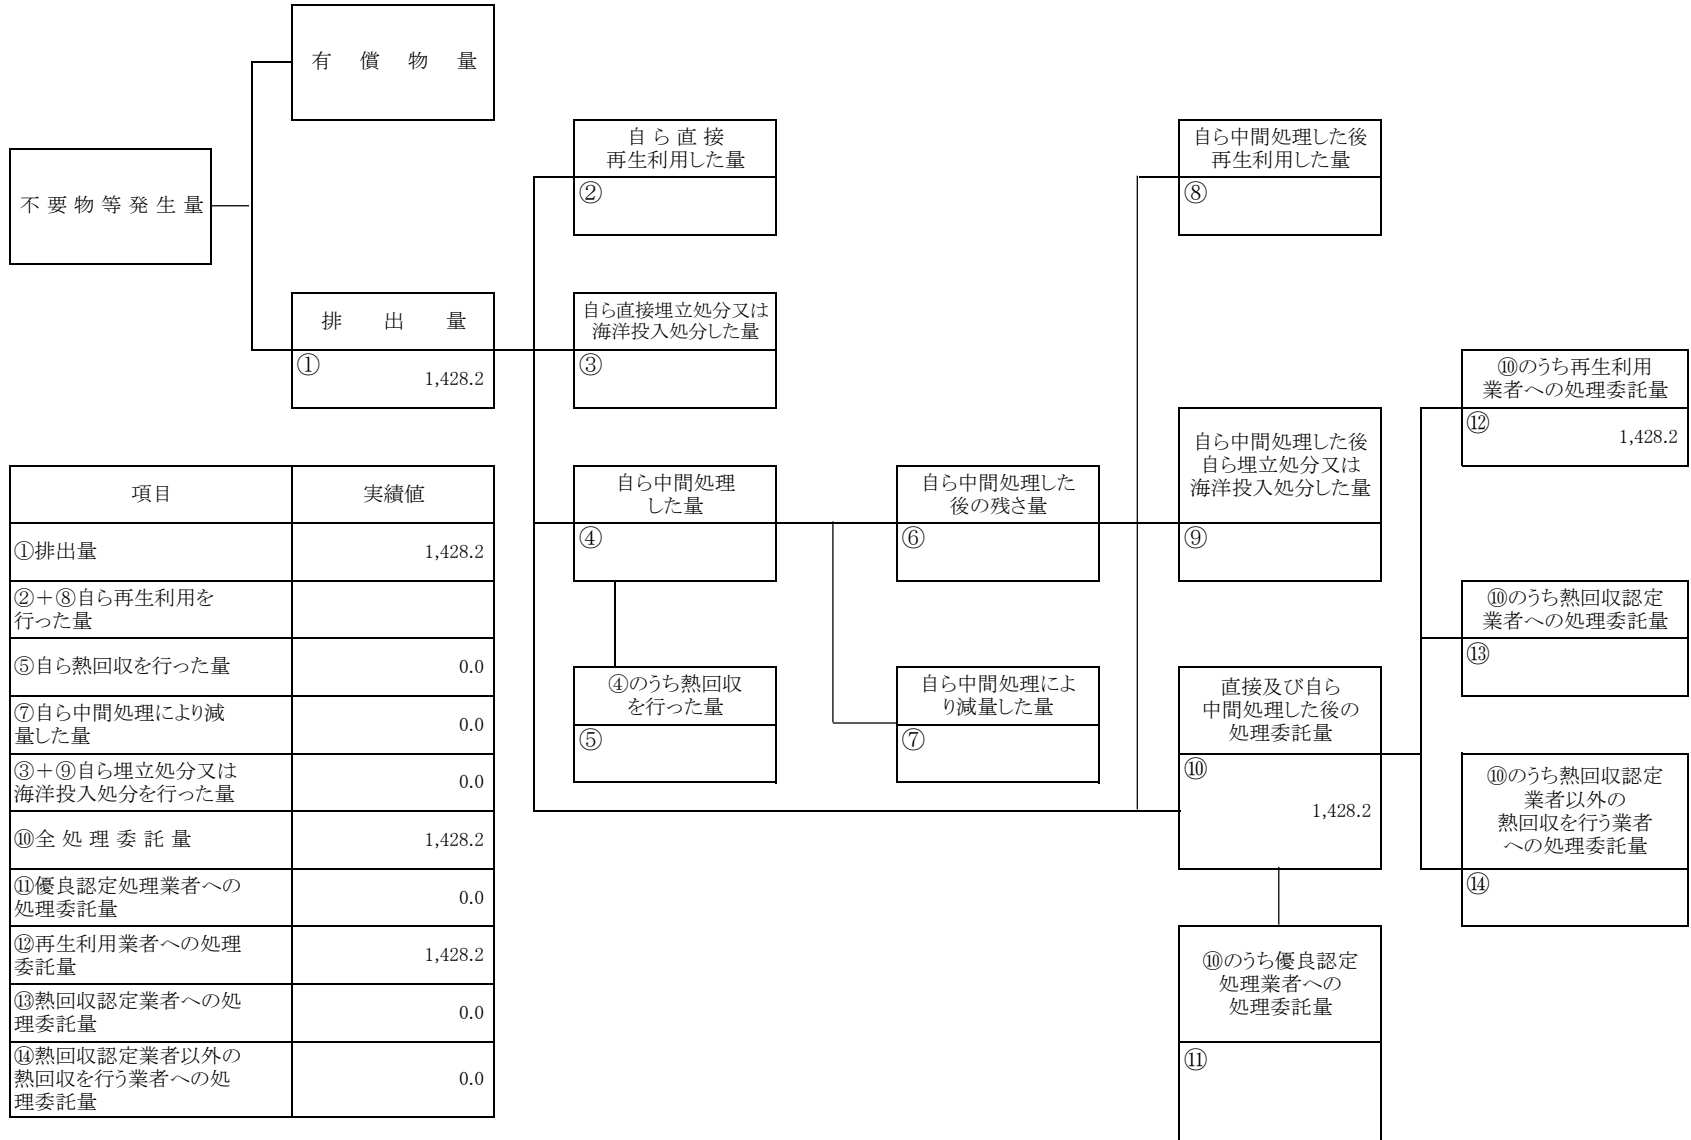 有償物量
不要物等発生量
排出量
①
1,428.2
自ら直接
再生利用した量
②
自ら直接埋立処分又は
海洋投入処分した量
③
自ら中間処理
した量
④
④のうち熱回収
を行った量
⑤
自ら中間処理した
後の残さ量
⑥
自ら中間処理によ
り減量した量
⑦
自ら中間処理した後
再生利用した量
⑧
自ら中間処理した後
自ら埋立処分又は
海洋投入処分した量
⑨
直接及び自ら
中間処理した後の
処理委託量
⑩
1,428.2
⑩のうち優良認定
処理業者への
処理委託量
⑪
⑩のうち再生利用
業者への処理委託量
⑫
1,428.2
⑩のうち熱回収認定
業者への処理委託量
⑬
⑩のうち熱回収認定
業者以外の
熱回収を行う業者
への処理委託量
⑭
項目 実績値
①排出量 1,428.2
②+⑧自ら再生利用を
行った量
⑤自ら熱回収を行った量 0.0
⑦自ら中間処理により減
量した量 0.0
③+⑨自ら埋立処分又は
海洋投入処分を行った量 0.0
⑩全処理委託量 1,428.2
⑪優良認定処理業者への
処理委託量 0.0
⑫再生利用業者への処理
委託量 1,428.2
⑬熱回収認定業者への処
理委託量 0.0
⑭熱回収認定業者以外の
熱回収を行う業者への処
理委託量 0.0